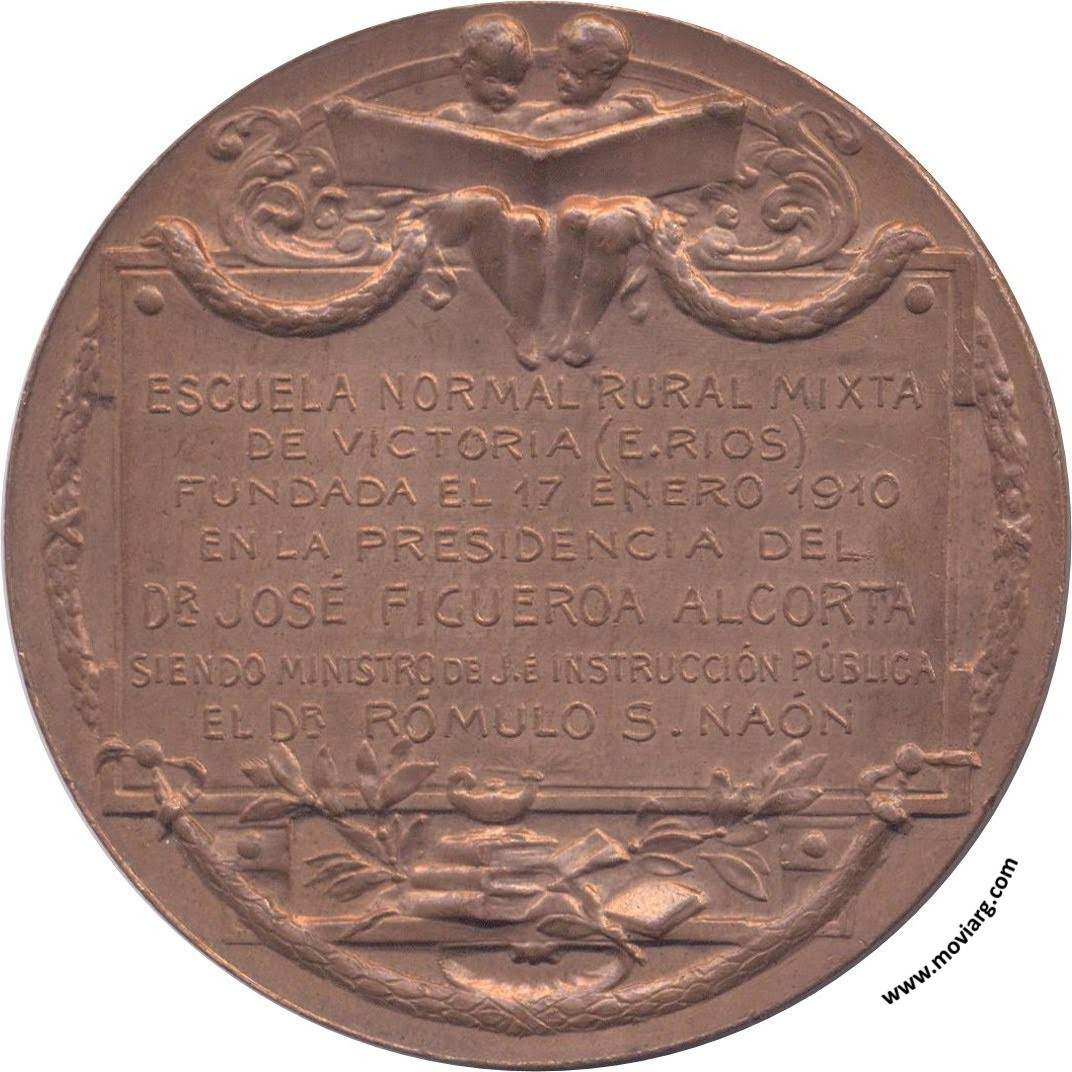 ESCUELA NORMAL RURAL MIXTA
DE VICTORIA (E.RIOS)
FUNDADA EL 17 ENERO 1910
EN LA PRESIDENCIA DEL
DR JOSÉ FIGUEROA ALCORTA
SIENDO MINISTRO DE J. É INSTRUCCIÓN PÚBLICA
EL DR RÓMULO S. NAÓN
www.moviarg.com